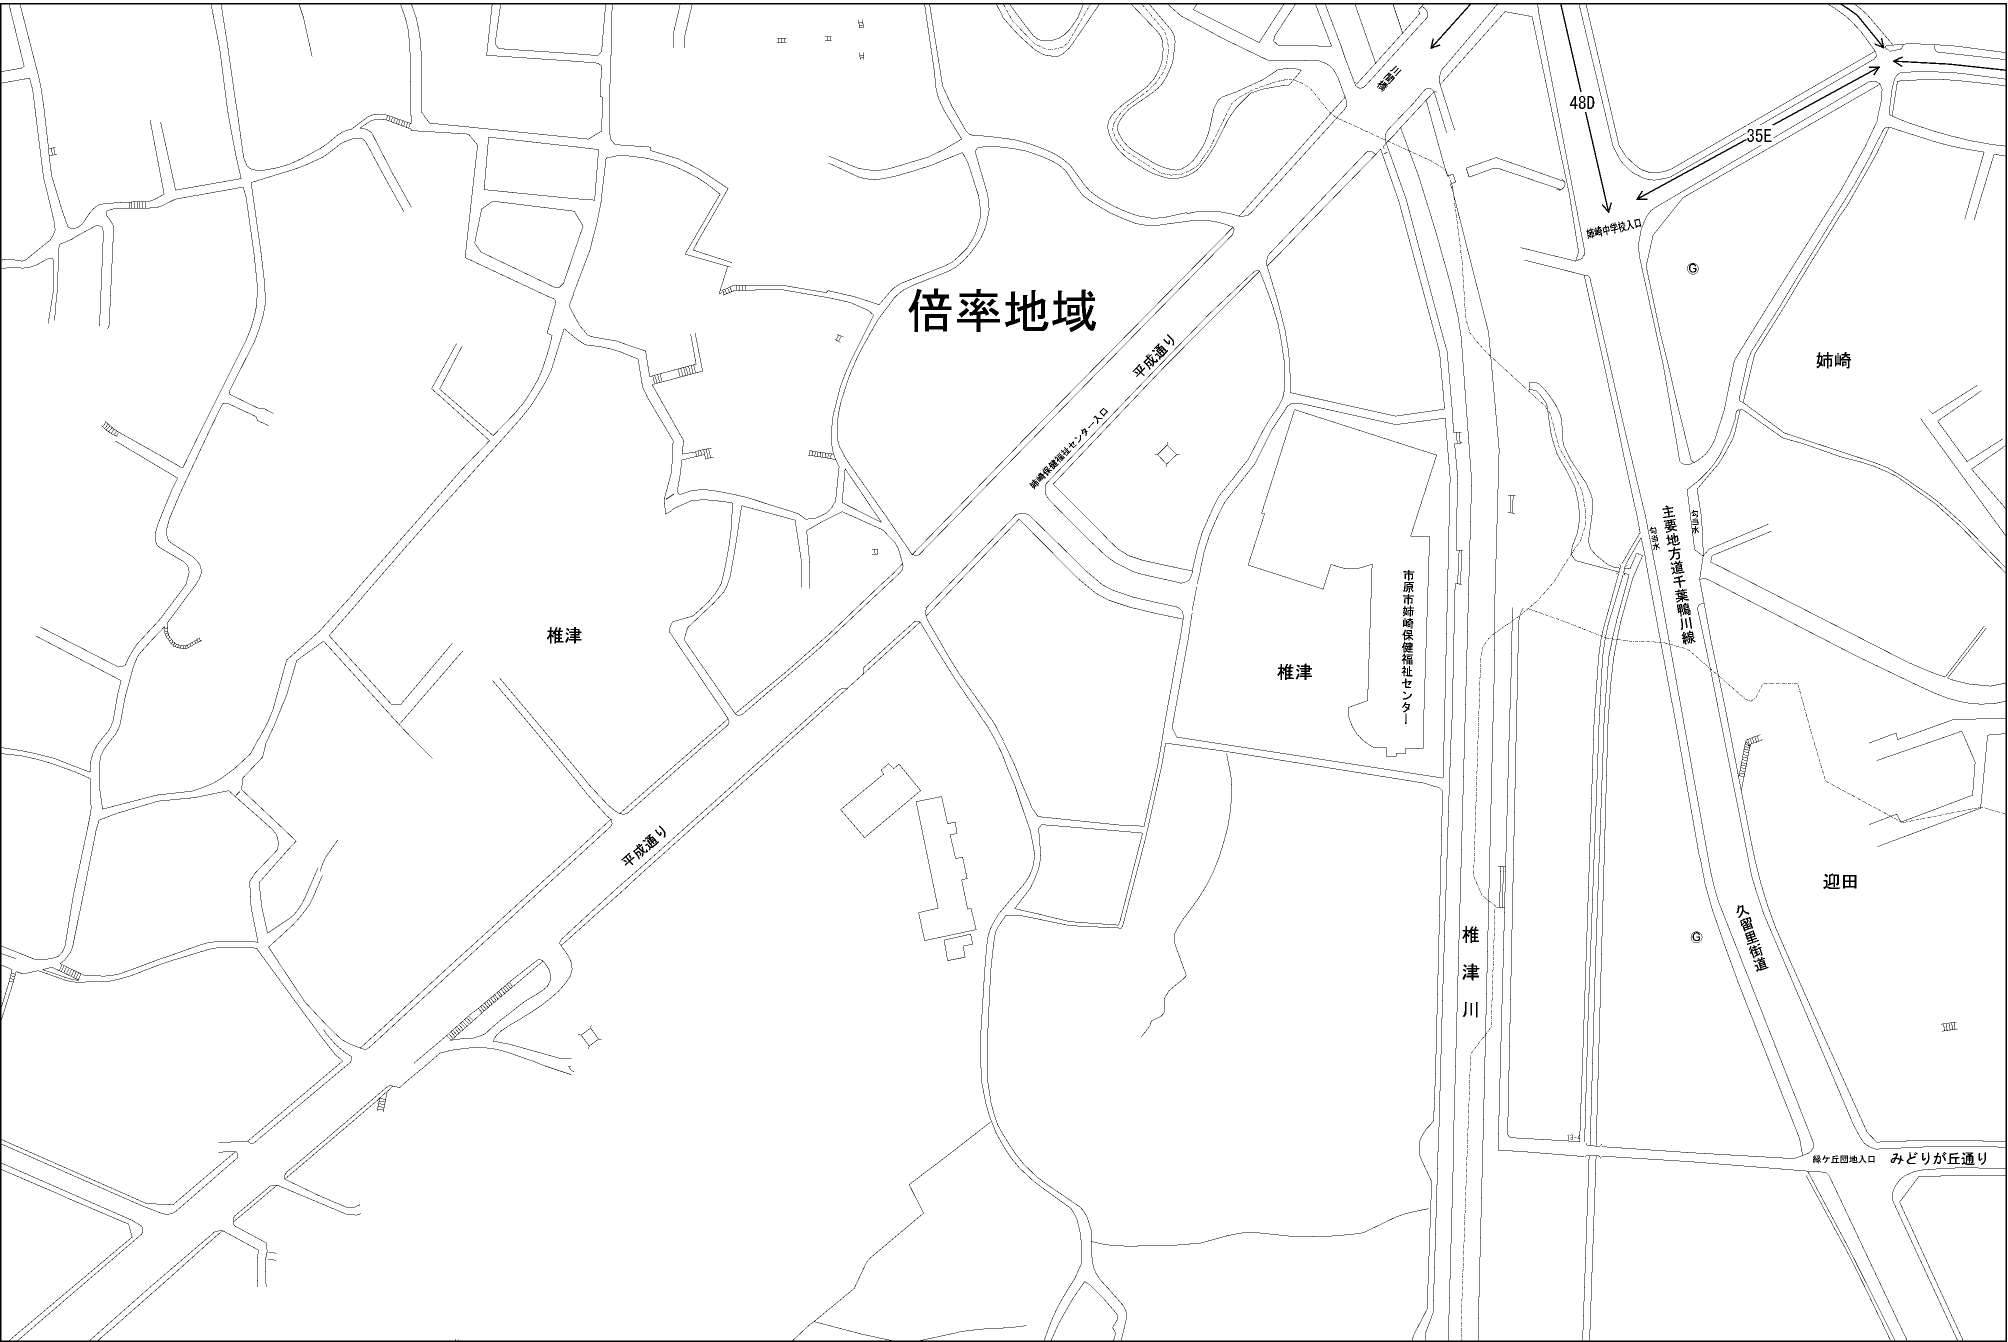 48D
35E
姉崎中学校入口
G
倍率地域
姉崎
平成通り
姉崎保健福祉センター入口
主要地方道千葉鴨川線
市原市姉崎保健福祉センター
椎津
椎津
平成通り
迎田
久留里街道
G
椎津川
13-4
緑ケ丘団地入口
みどりが丘通り